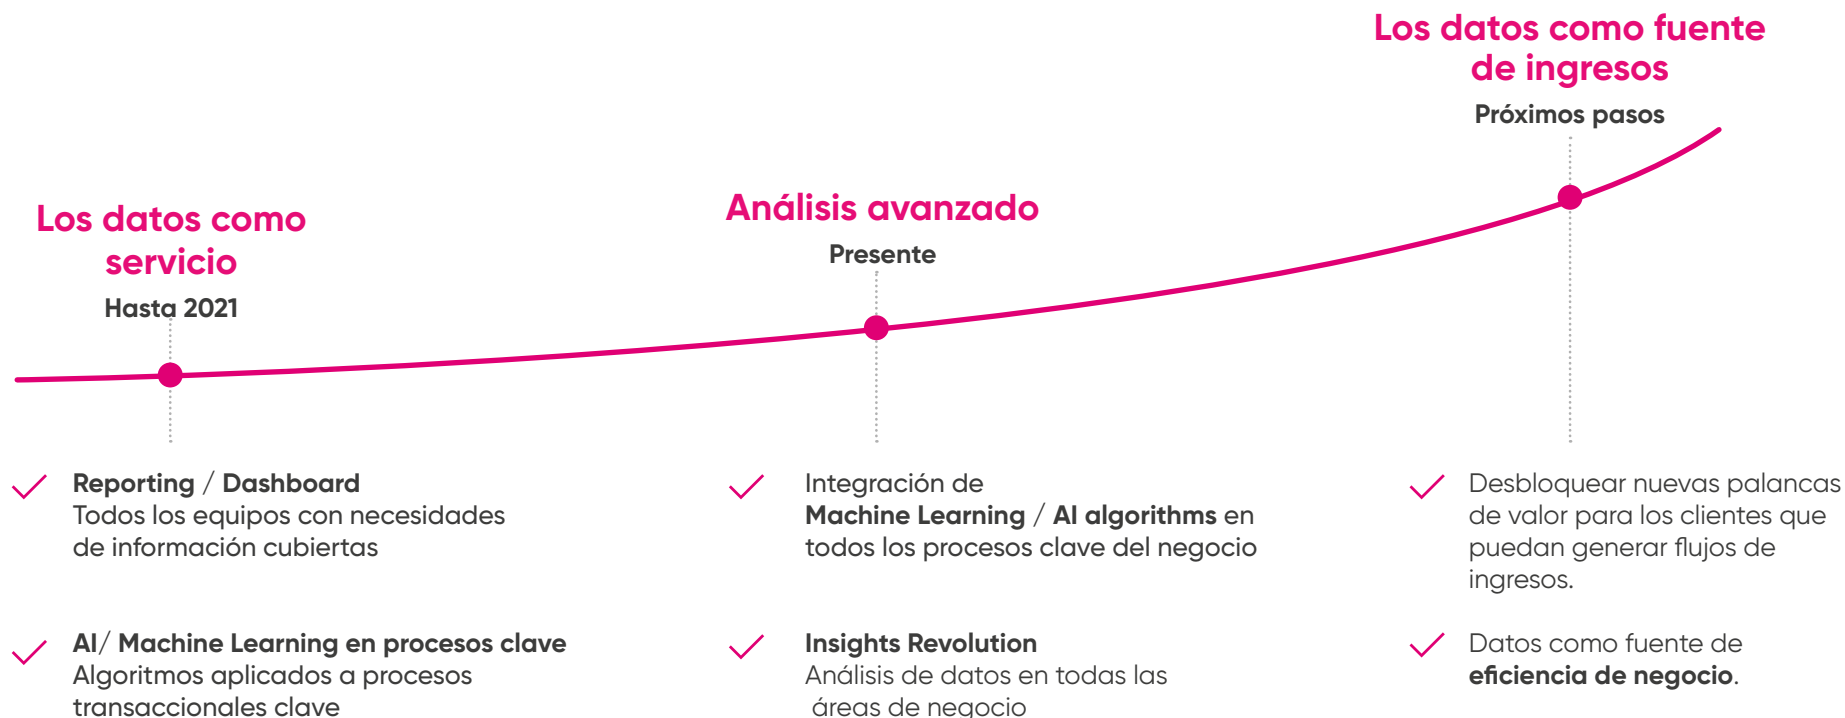 Los datos como
servicio
Hasta 2021
Reporting / Dashboard
Todos los equipos con necesidades
de información cubiertas
AI/ Machine Learning en procesos clave
Algoritmos aplicados a procesos
transaccionales clave
Análisis avanzado
Presente
Integración de
Machine Learning / AI algorithms en
todos los procesos clave del negocio
Insights Revolution
Análisis de datos en todas las
áreas de negocio
Los datos como fuente
de ingresos
Próximos pasos
Desbloquear nuevas palancas
de valor para los clientes que
puedan generar flujos de
ingresos.
Datos como fuente de
eficiencia de negocio.